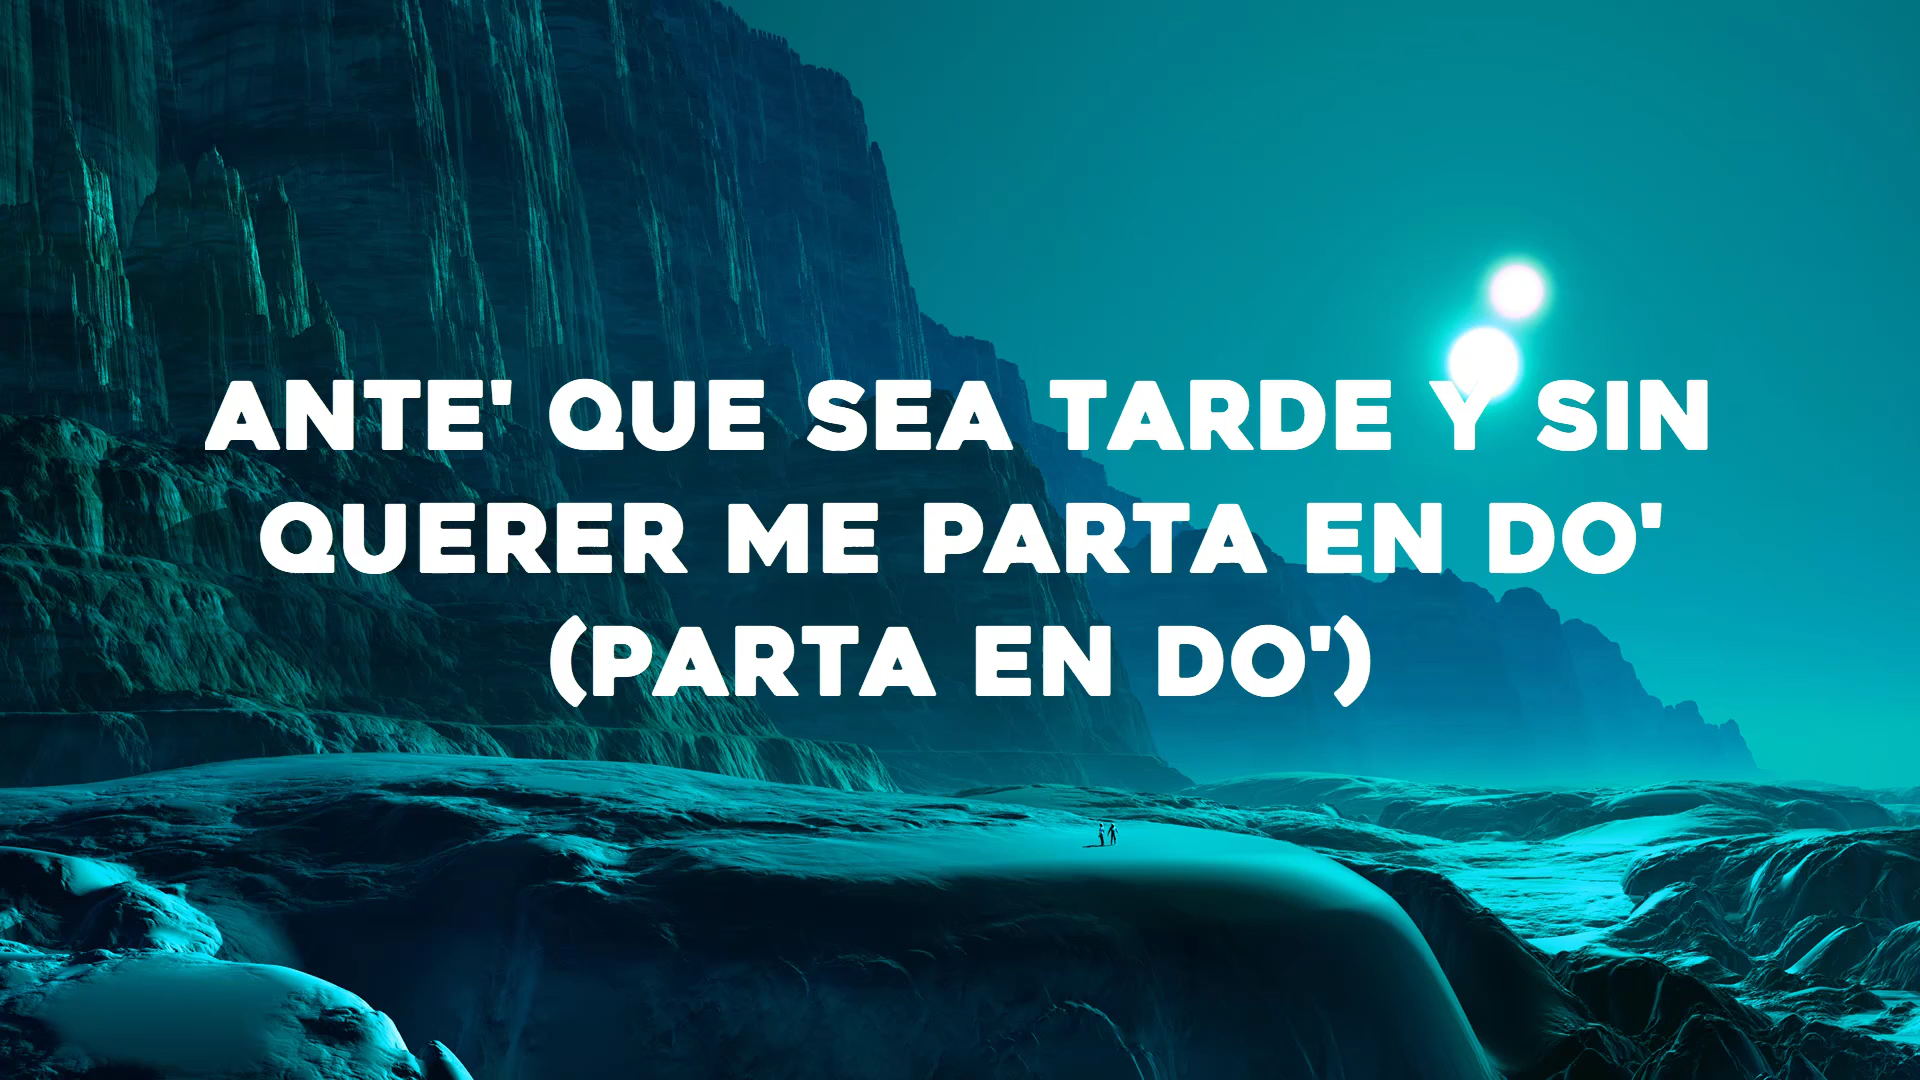 ANTE' QUE SEA TARDE Y SIN
QUERER ME PARTA EN DO'
(PARTA EN DO')